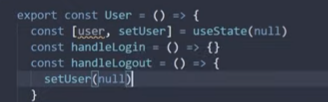 export const User = () => {
const [user, setUser] = useState(null)
const handleLogin = () => {}
const handleLogout = () => {
setUser(null)
}